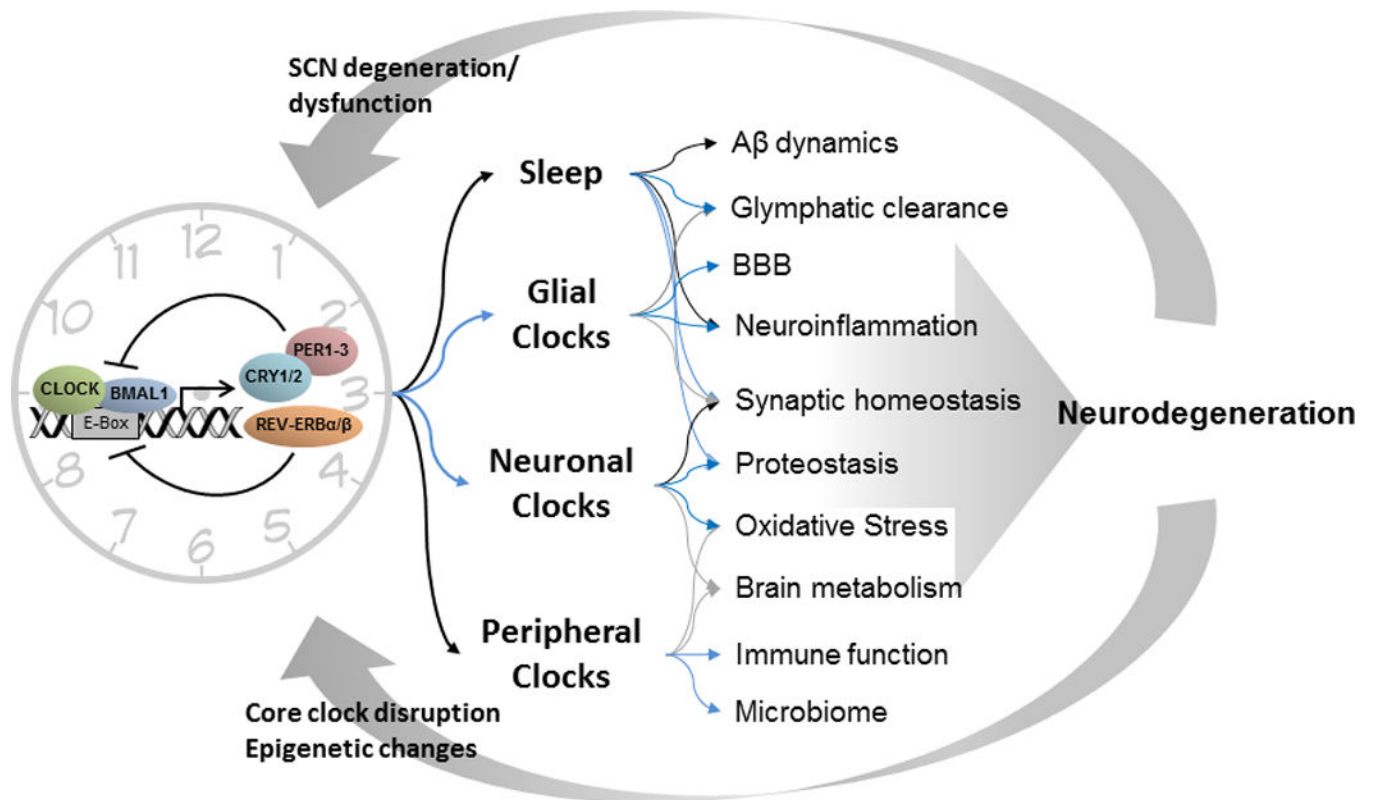 SCN degeneration/
dysfunction
12
11
1
10
2
3
8
4
7
5
6
PER1-3
CRY1/2
CLOCK
BMAL1
E-Box
REV-ERBα/β
Sleep
Glial
Clocks
Neuronal
Clocks
Peripheral
Clocks
Aβ dynamics
Glymphatic clearance
BBB
Neuroinflammation
Synaptic homeostasis
Proteostasis
Oxidative Stress
Brain metabolism
Immune function
Microbiome
Neurodegeneration
Core clock disruption
Epigenetic changes